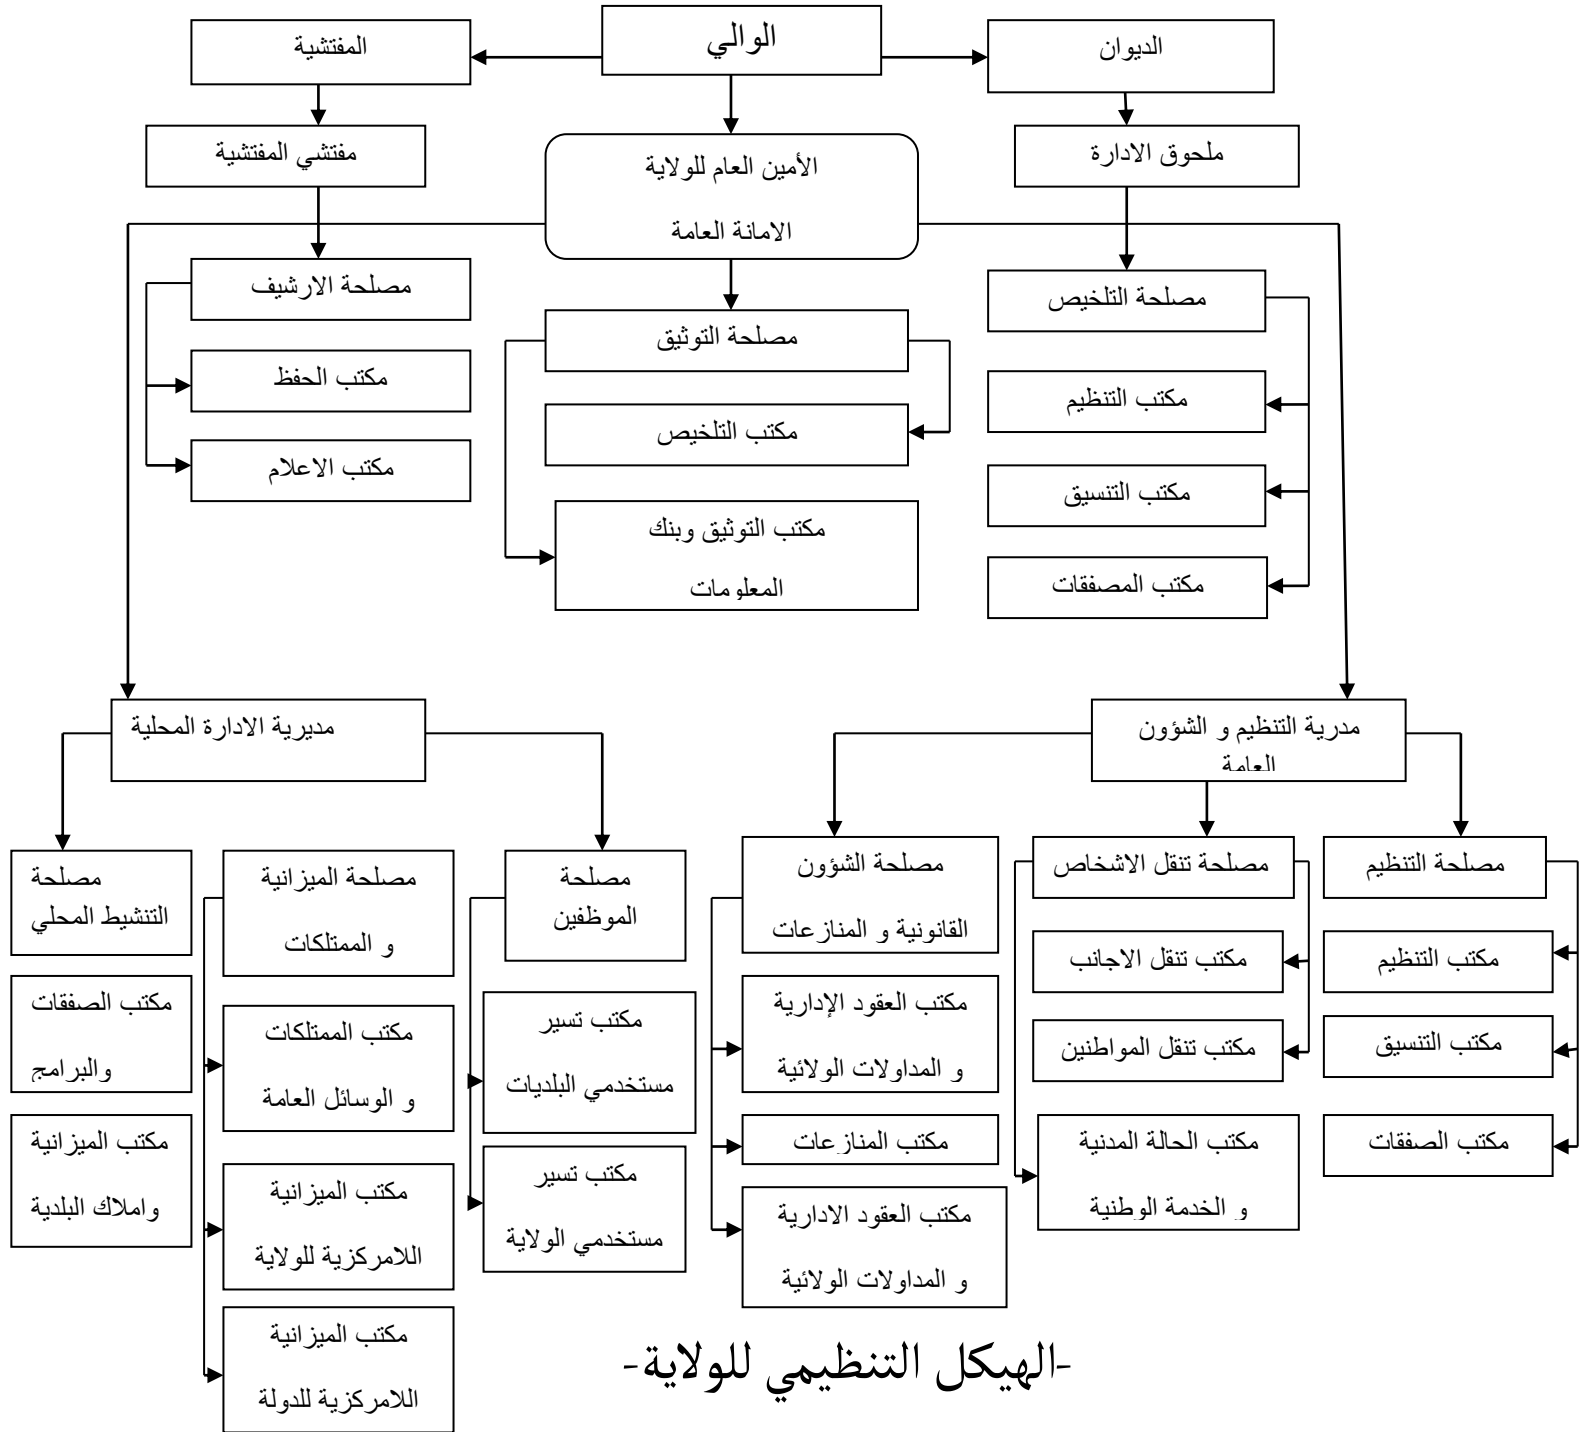 الوالي
الديوان
المفتشية
ملحوق الادارة
الأمين العام للولاية
الامانة العامة
مفتشي المفتشية
مصلحة التلخيص
مكتب التنظيم
مكتب التنسيق
مكتب المصفقات
مصلحة التوثيق
مكتب التلخيص
مكتب التوثيق وبنك
المعلومات
مصلحة الارشيف
مكتب الحفظ
مكتب الاعلام
مدرية التنظيم و الشؤون
العامة
مديرية الادارة المحلية
مصلحة التنظيم
مكتب التنظيم
مكتب التنسيق
مكتب الصفقات
مصلحة تنقل الاشخاص
مكتب تنقل الاجانب
مكتب تنقل المواطنين
مكتب الحالة المدنية
و الخدمة الوطنية
مصلحة الشؤون
القانونية و المنازعات
مكتب العقود الإدارية
و المداولات الولائية
مكتب المنازعات
مكتب العقود الادارية
و المداولات الولائية
مصلحة
الموظفين
مكتب تسير
مستخدمي البلديات
مكتب تسير
مستخدمي الولاية
مصلحة الميزانية
و الممتلكات
مكتب الممتلكات
و الوسائل العامة
مكتب الميزانية
اللامركزية للولاية
مكتب الميزانية
اللامركزية للدولة
مصلحة
التنشيط المحلي
مكتب الصفقات
والبرامج
مكتب الميزانية
واملاك البلدية
-الهيكل التنظيمي للولاية-